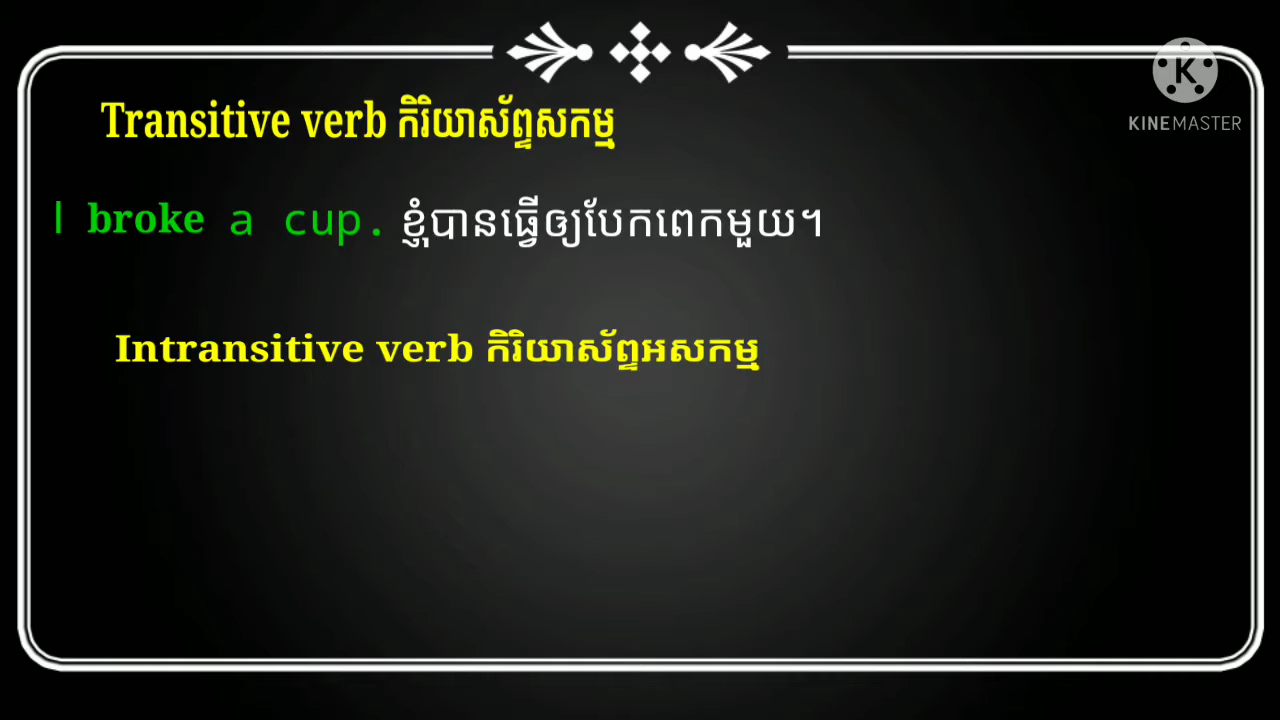 Transitive verb កិរិយាស័ព្ទសកម្ម
I broke a cup. ខ្ញុំបានធ្វើឲ្យបែកពេកមួយ។
Intransitive verb កិរិយាស័ព្ទអសកម្ម
K
KINEMASTER